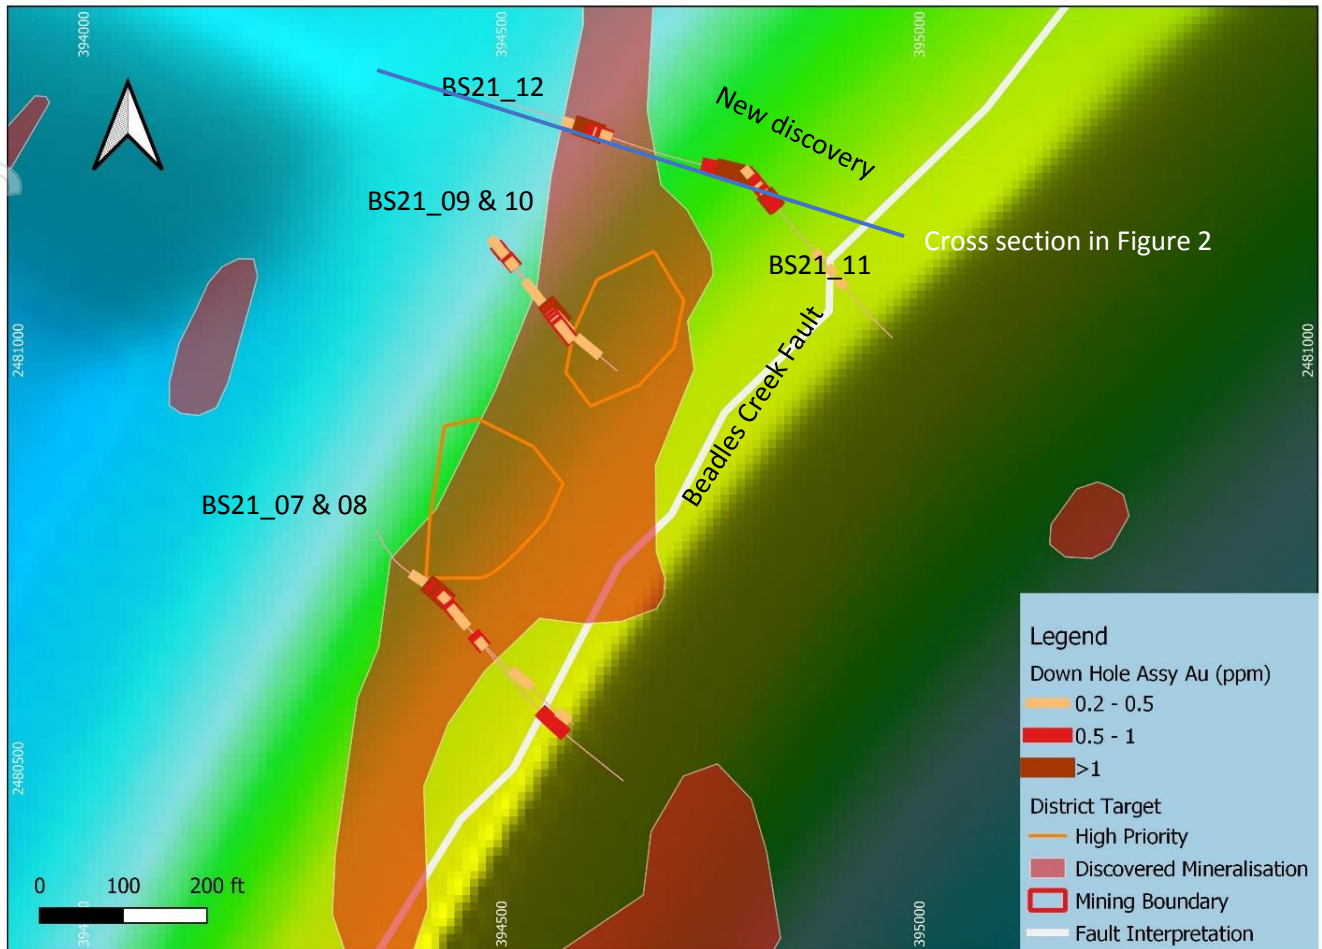 394000
394500
395000
BS21_12
New discovery
BS21_09 & 10
Cross section in Figure 2
BS21_11
2481000
2481000
Beadles Creek Fault
BS21_07 & 08
2480500
Legend
Down Hole Assy Au (ppm)
0.2 - 0.5
0.5 - 1
>1
District Target
High Priority
Discovered Mineralisation
Mining Boundary
Fault Interpretation
0 100 200 ft
394500
395000